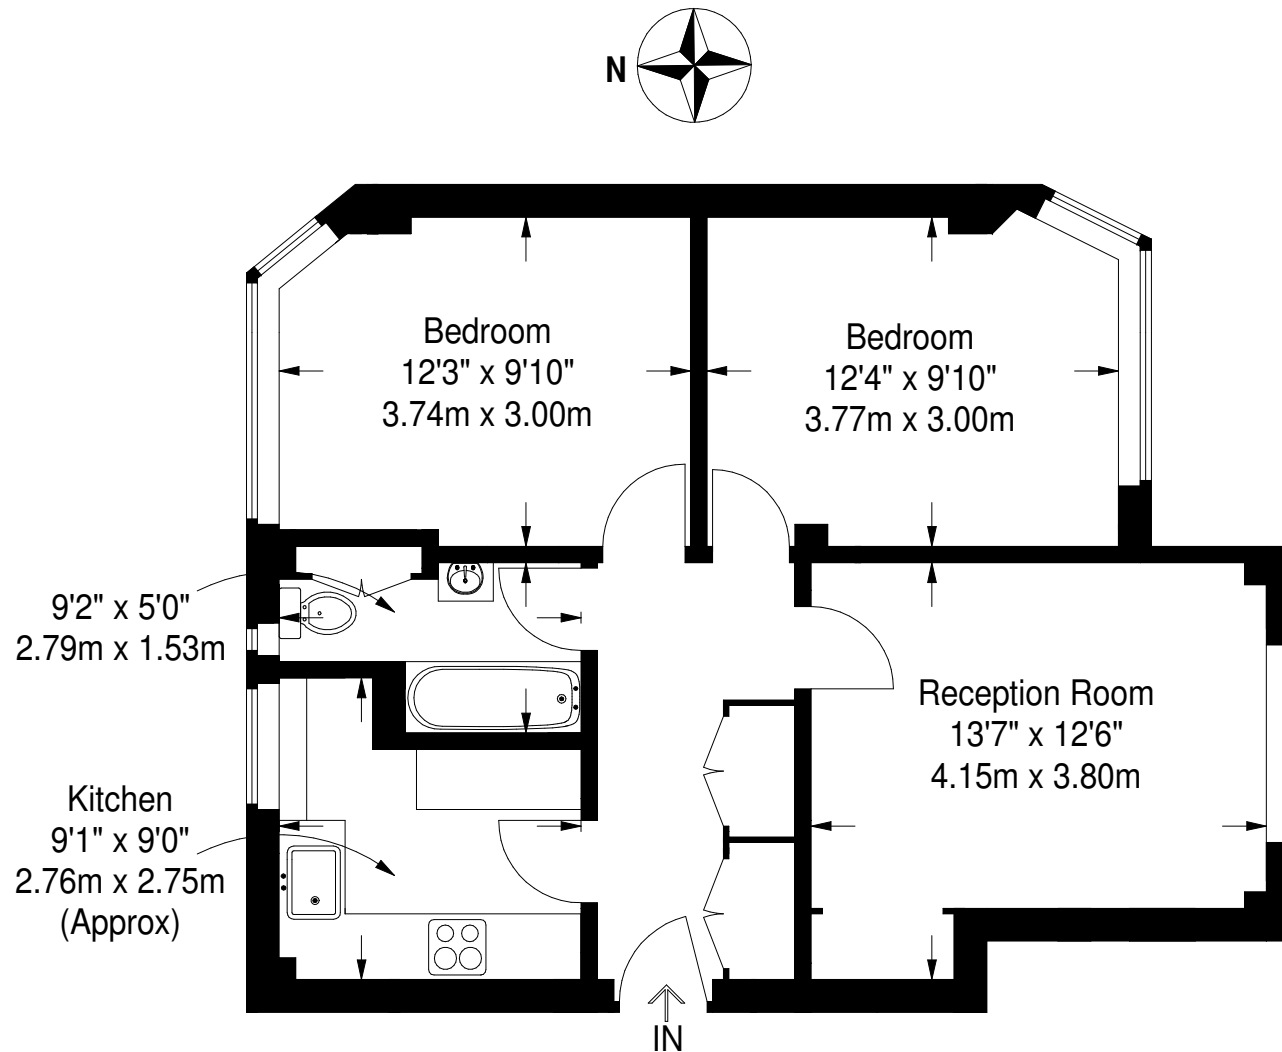 N
Bedroom
12'3" x 9'10"
3.74m x 3.00m
Bedroom
12'4" x 9'10"
3.77m x 3.00m
9'2" x 5'0"
2.79m x 1.53m
Reception Room
13'7" x 12'6"
4.15m x 3.80m
Kitchen
9'1" x 9'0"
2.76m x 2.75m
(Approx)
IN